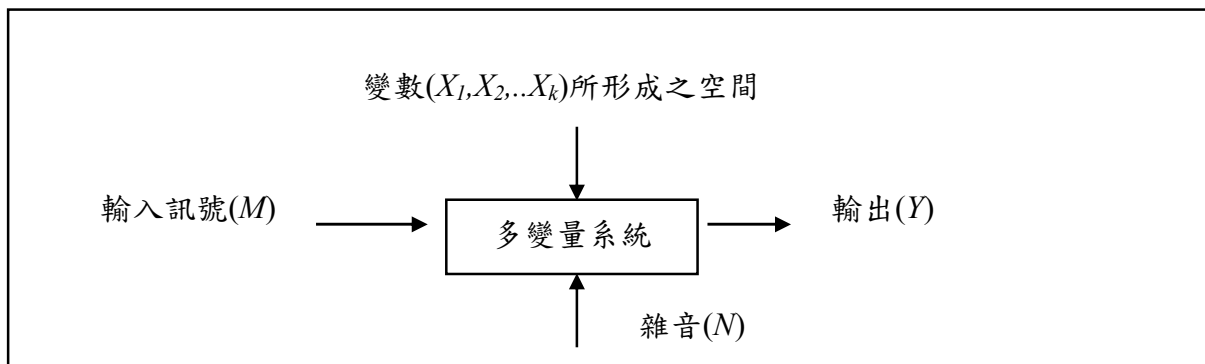 變數(X1,X2,..Xk)所形成之空間
輸入訊號(M)
多變量系統
輸出(Y)
雜音(N)